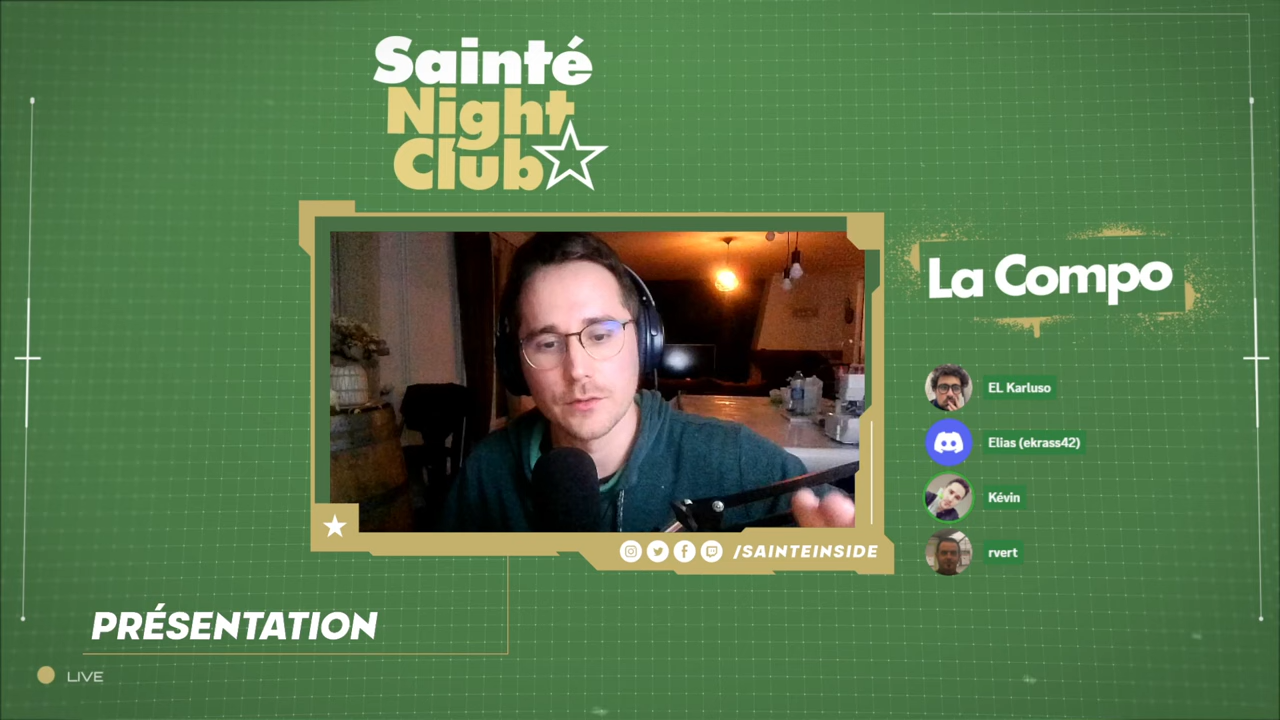 Sainté
Night
Club
La Compo
EL Karluso
Elias (ekrass42)
Kévin
rvert
/SAINTEINSIDE
PRÉSENTATION
LIVE